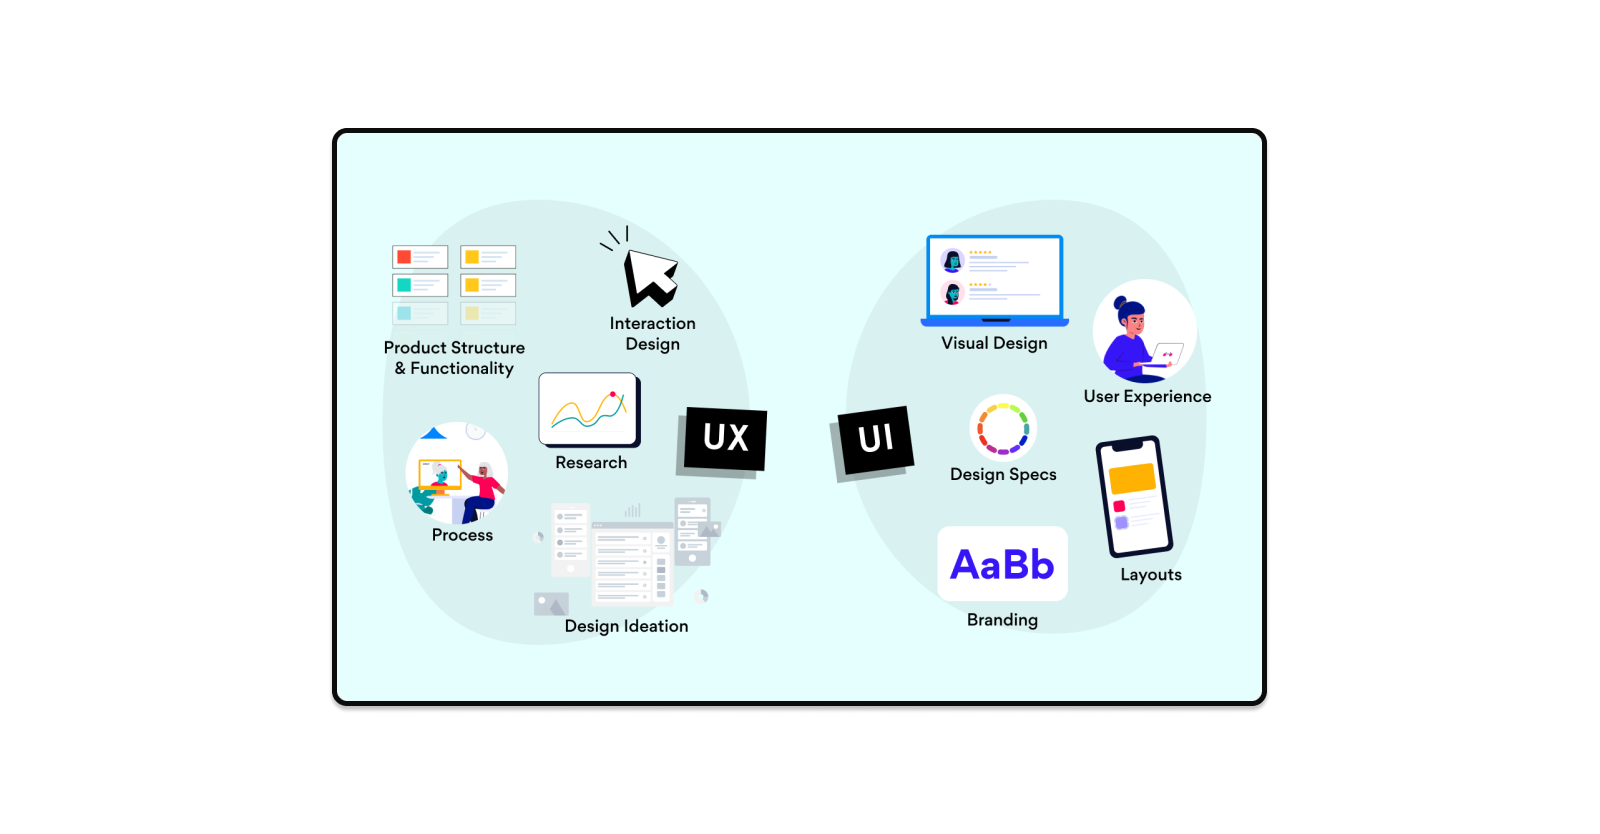 Product Structure
& Functionality
Interaction
Design
Research
Process
Design Ideation
UX
UI
Visual Design
User Experience
Design Specs
Layouts
AaBb
Branding